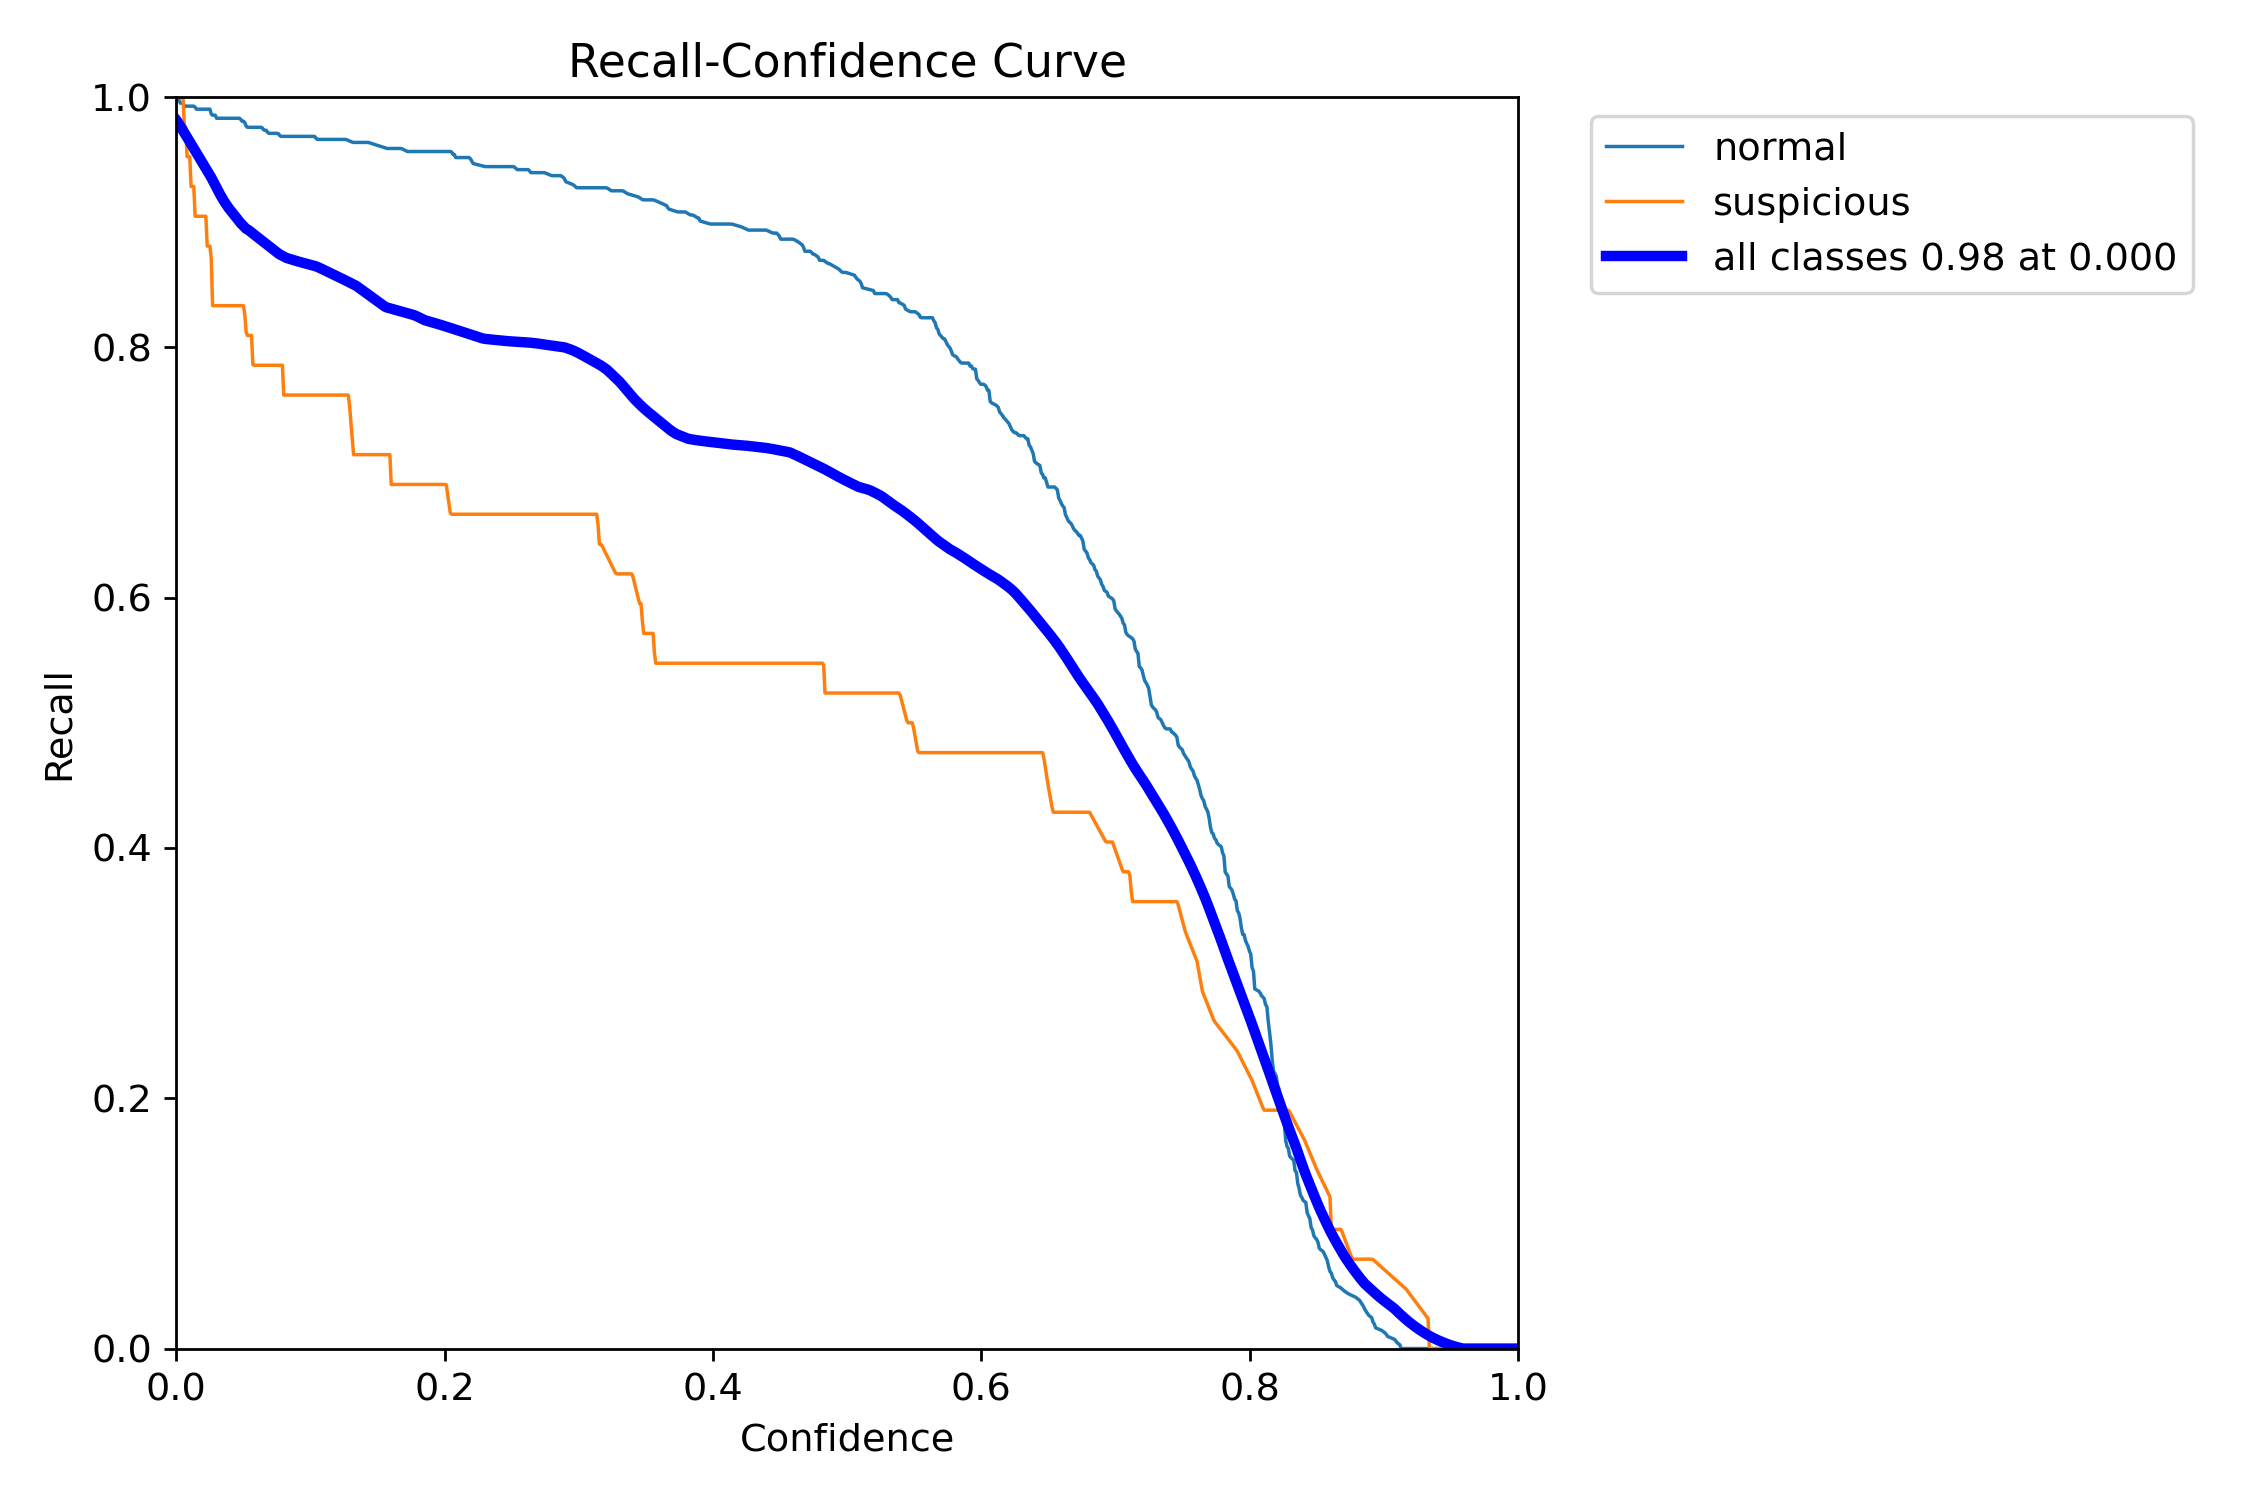 Recall-Confidence Curve
1.0
0.8
0.6
0.4
0.2
0.0
Recall
0.0 0.2 0.4 0.6 0.8 1.0
Confidence
normal
suspicious
all classes 0.98 at 0.000